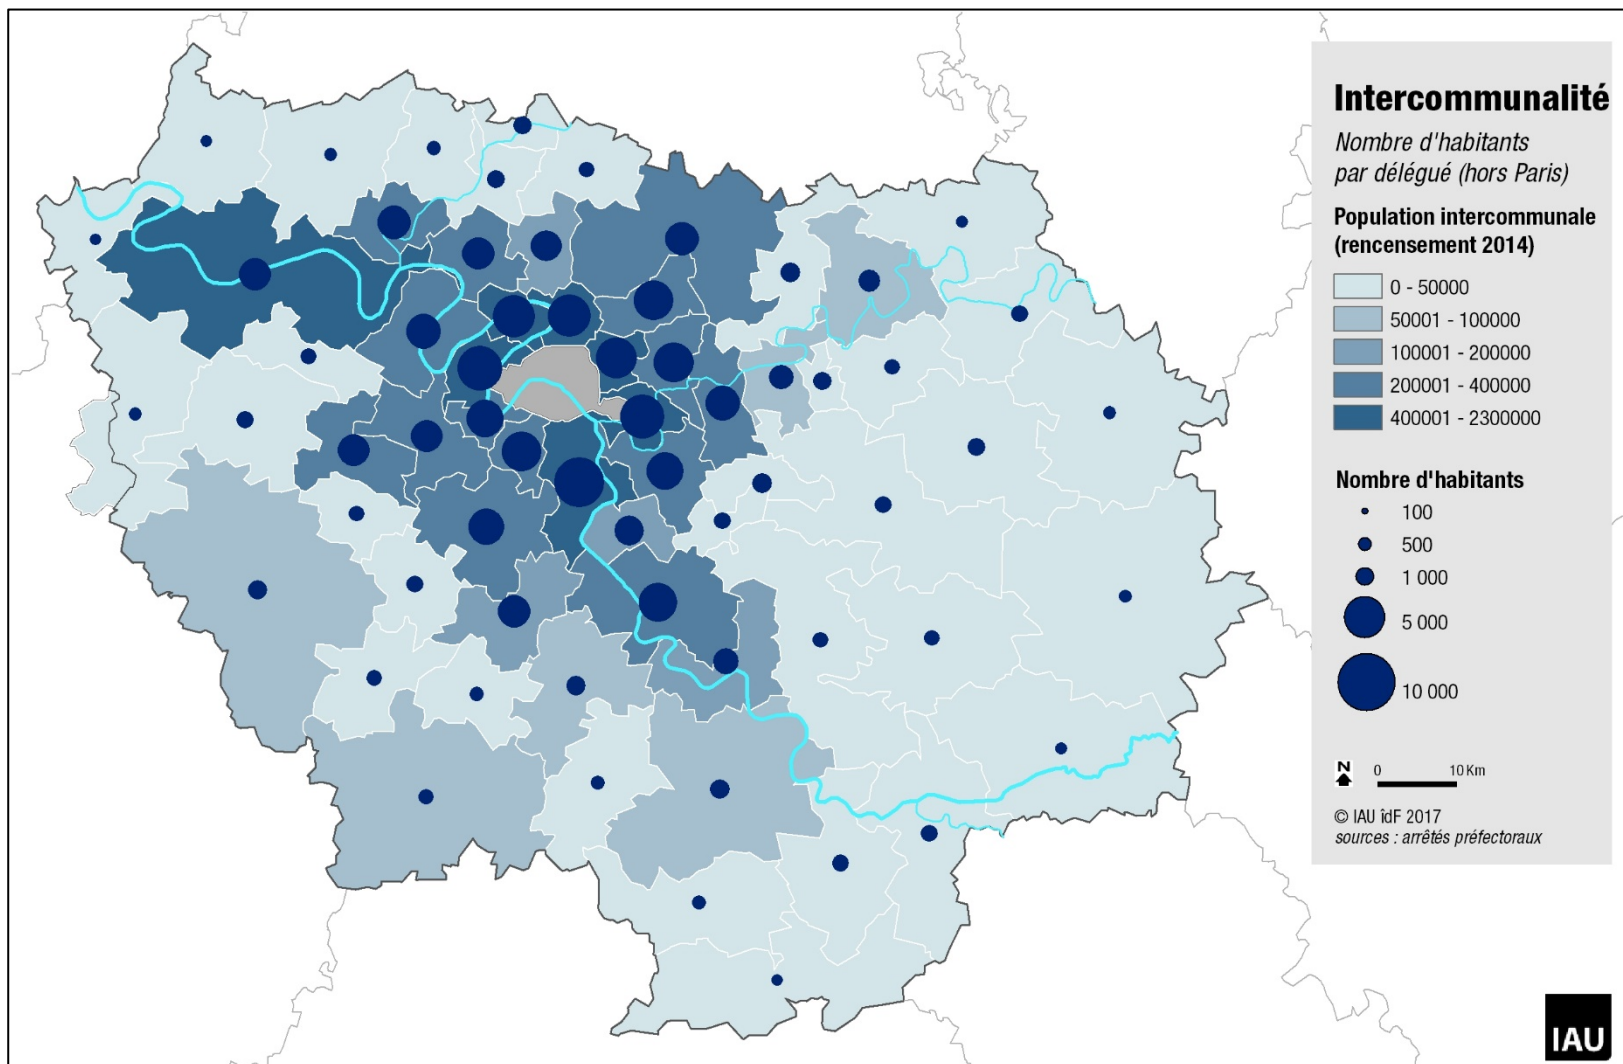 Intercommunalité
Nombre d'habitants
par délégué (hors Paris)
Population intercommunale
(rencensement 2014)
0 - 50000
50001 - 100000
100001 - 200000
200001 - 400000
400001 - 2300000
Nombre d'habitants
100
500
1 000
5 000
10 000
N
0 10 Km
© IAU îdF 2017
sources : arrêtés préfectoraux
IAU